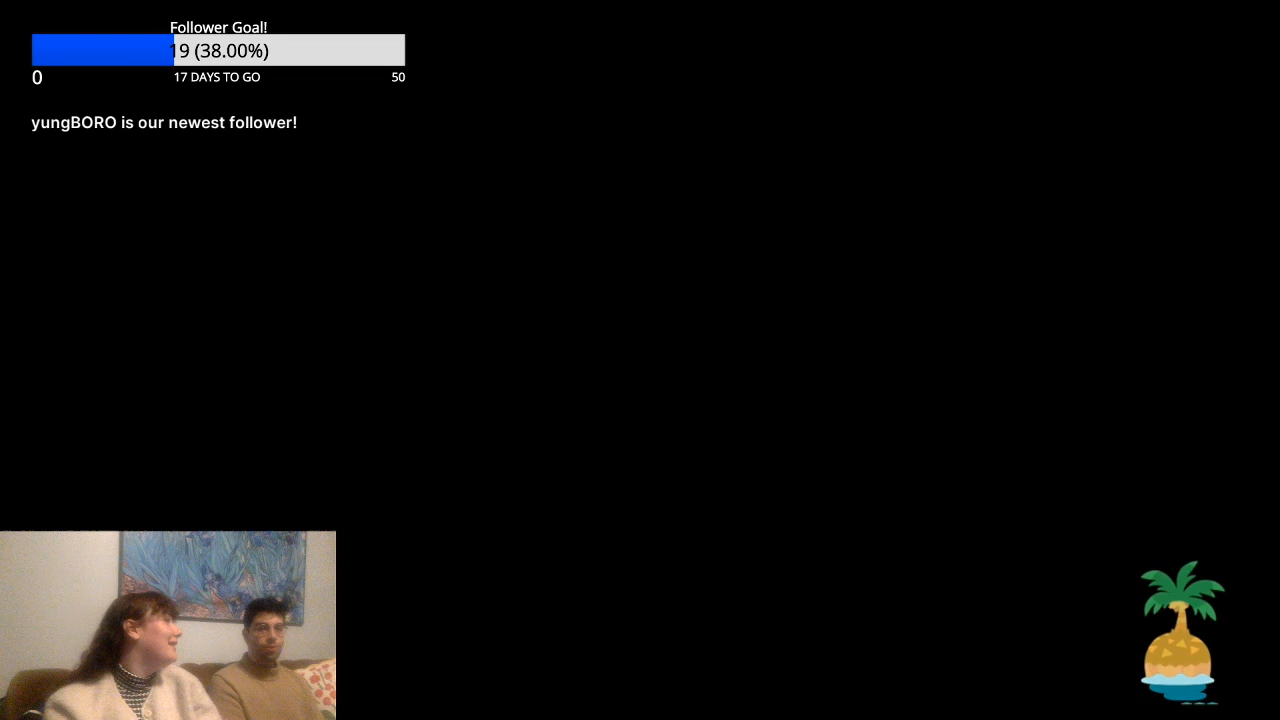 Follower Goal!
19 (38.00%)
0
17 DAYS TO GO
50
yungBORO is our newest follower!